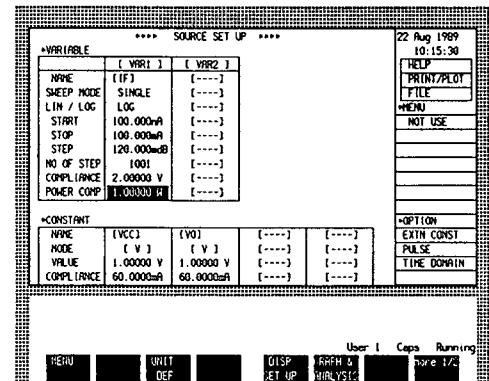 **** SOURCE SET UP ****
22 Aug 1989
10:15:30
*VARIABLE
[ VAR1 ] [ VAR2 ]
NAME [IF] [----]
SWEEP MODE SINGLE [----]
LIN / LOG LOG [----]
START 100.000nA [----]
STOP 100.000mA [----]
STEP 120.000mdB [----]
NO OF STEP 1001 [----]
COMPLIANCE 2.00000 V [----]
POWER COMP 1.00000 W [----]
*CONSTANT
NAME [VCC] [VO] [----] [----]
MODE [ V ] [ V ] [----] [----]
VALUE 1.00000 V 1.00000 V [----] [----]
COMPLIANCE 60.0000mA 60.0000mA [----] [----]
HELP
PRINT/PLOT
FILE
*MENU
NOT USE
*OPTION
EXTN CONST
PULSE
TIME DOMAIN
User 1 Caps Running
MENU UNIT DEF DISP SET UP GRAPH & ANALYSIS more 1/2